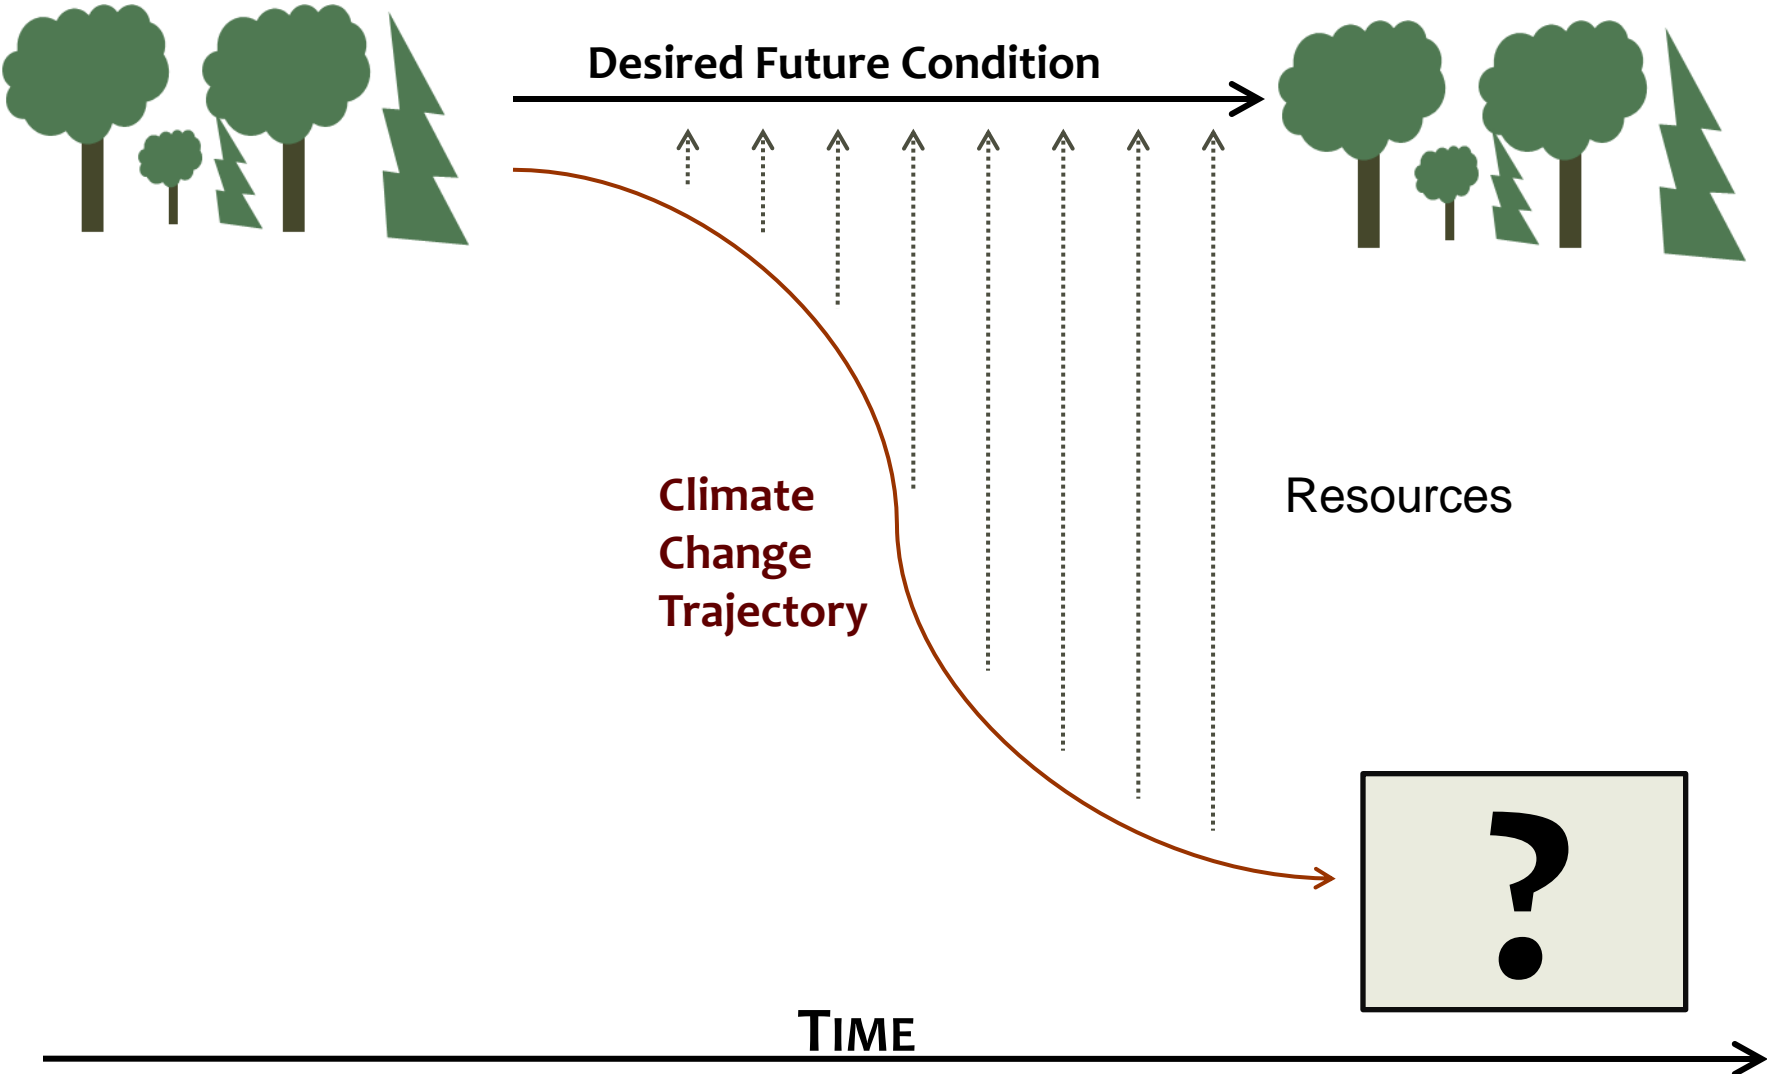 Desired Future Condition
Climate
Change
Trajectory
Resources
?
TIME